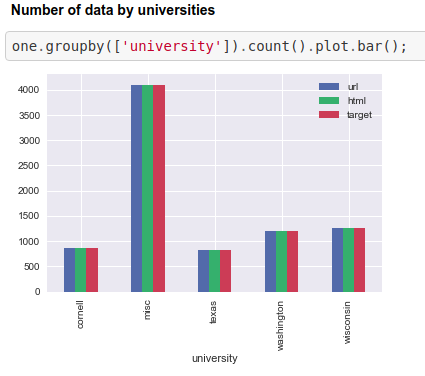 Number of data by universities
one.groupby(['university']).count().plot.bar();
url
html
target
4000
3500
3000
2500
2000
1500
1000
500
0
cornell
misc
texas
washington
wisconsin
university